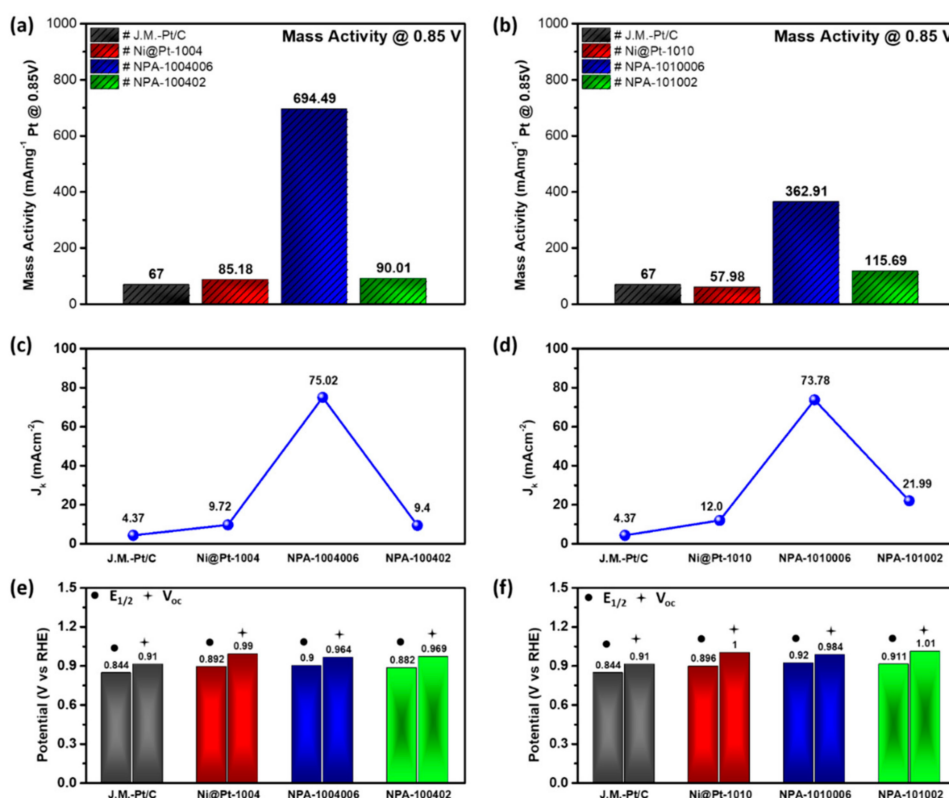 (a)
Mass Activity @ 0.85 V
# J.M.-Pt/C
# Ni@Pt-1004
# NPA-1004006
# NPA-100402
1000
800
600
400
200
0
Mass Activity (mAmg⁻¹ Pt @ 0.85V)
67
85.18
694.49
90.01
(b)
Mass Activity @ 0.85 V
# J.M.-Pt/C
# Ni@Pt-1010
# NPA-1010006
# NPA-101002
1000
800
600
400
200
0
Mass Activity (mAmg⁻¹ Pt @ 0.85V)
67
57.98
362.91
115.69
(c)
100
80
60
40
20
0
Jk (mAcm⁻²)
4.37
9.72
75.02
9.4
J.M.-Pt/C Ni@Pt-1004 NPA-1004006 NPA-100402
(d)
100
80
60
40
20
0
Jk (mAcm⁻²)
4.37
12.0
73.78
21.99
J.M.-Pt/C Ni@Pt-1010 NPA-1010006 NPA-101002
(e)
E1/2 Voc
1.5
1.2
0.9
0.6
0.3
0.0
Potential (V vs RHE)
0.844 0.91 0.892 0.99 0.9 0.964 0.882 0.969
J.M.-Pt/C Ni@Pt-1004 NPA-1004006 NPA-100402
(f)
E1/2 Voc
1.5
1.2
0.9
0.6
0.3
0.0
Potential (V vs RHE)
0.844 0.91 0.896 1 0.92 0.984 0.911 1.01
J.M.-Pt/C Ni@Pt-1010 NPA-1010006 NPA-101002